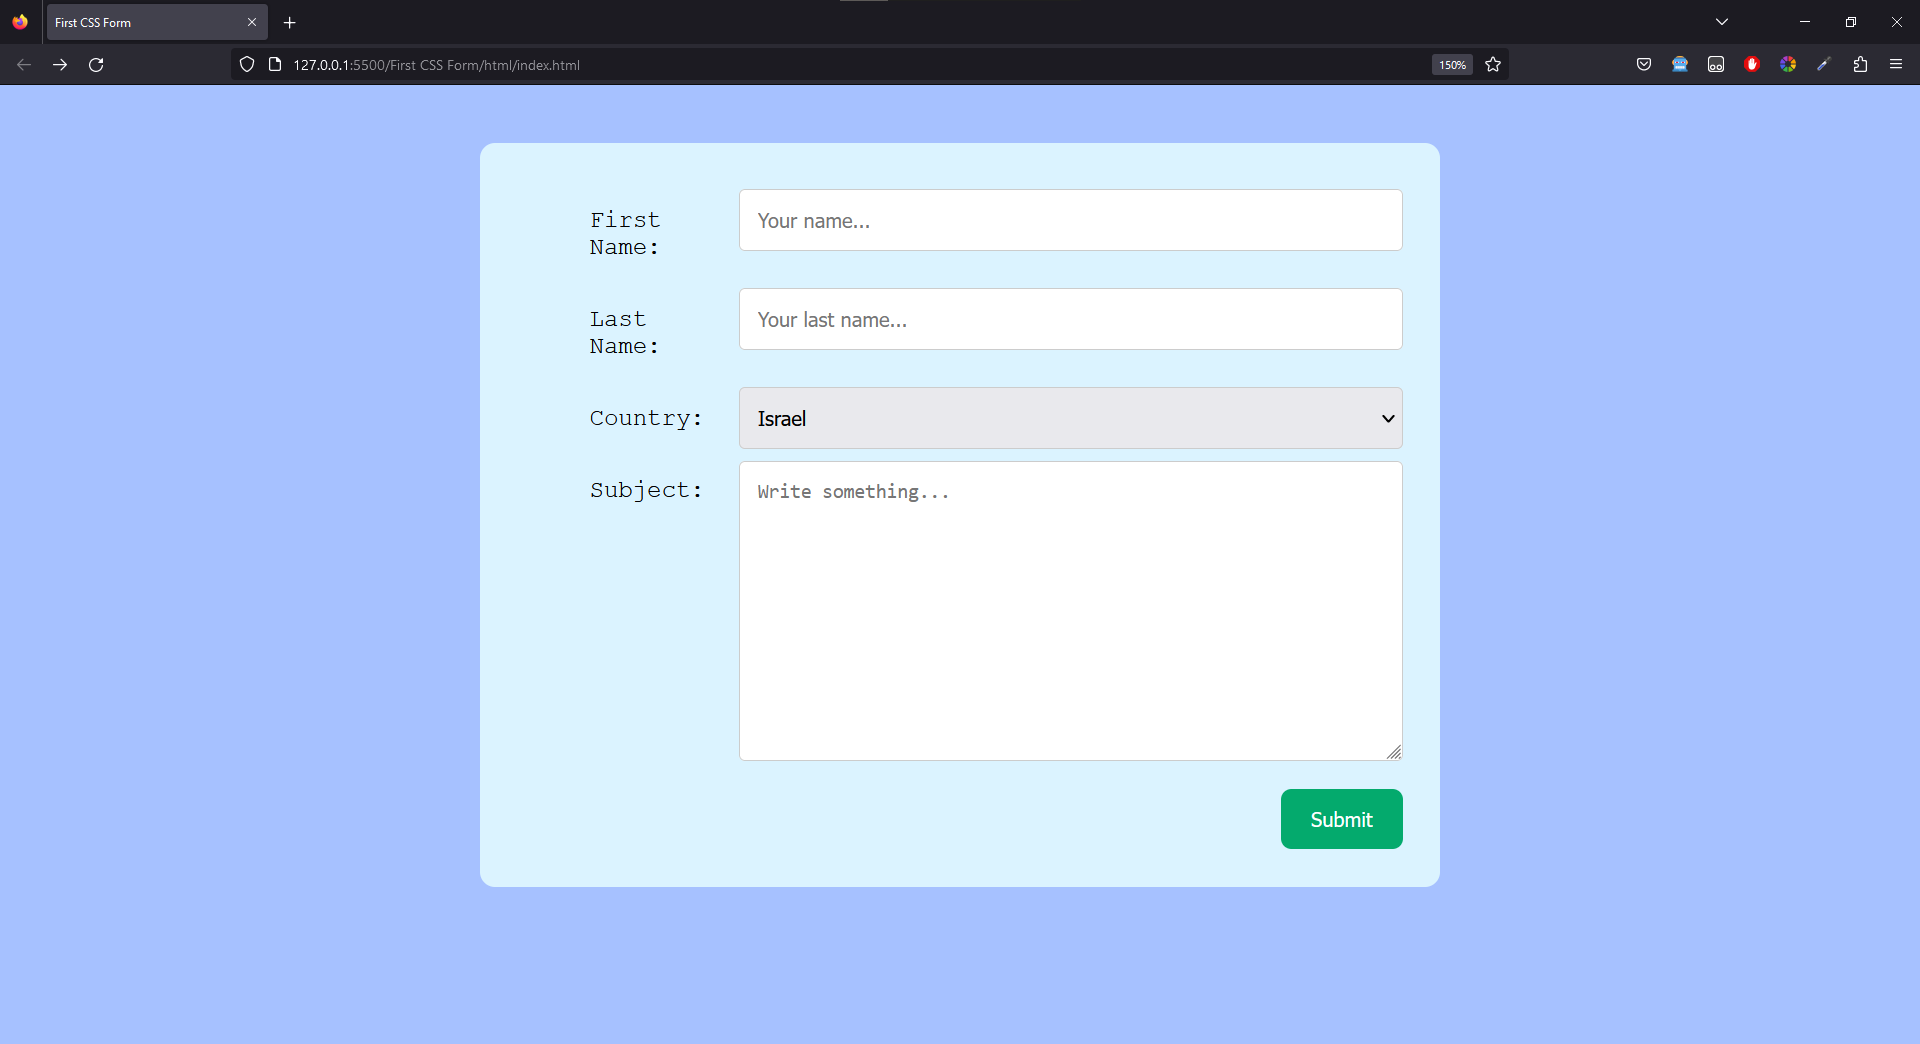 First CSS Form
127.0.0.1:5500/First CSS Form/html/index.html
150%
First
Name:
Your name...
Last
Name:
Your last name...
Country:
Israel
Subject:
Write something...
Submit